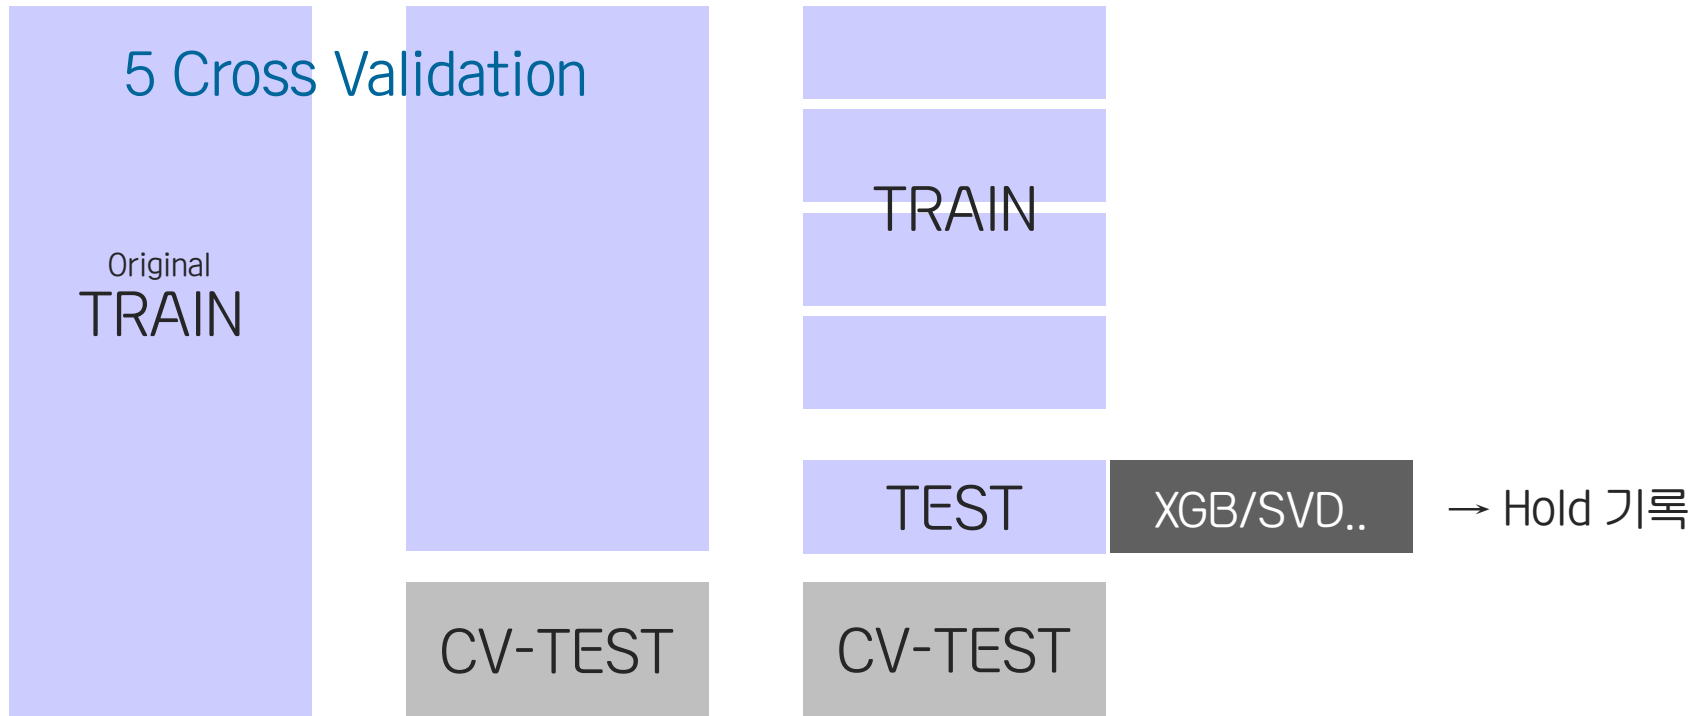 5 Cross Validation
Original
TRAIN
TRAIN
TEST
XGB/SVD..
→ Hold 기록
CV-TEST
CV-TEST